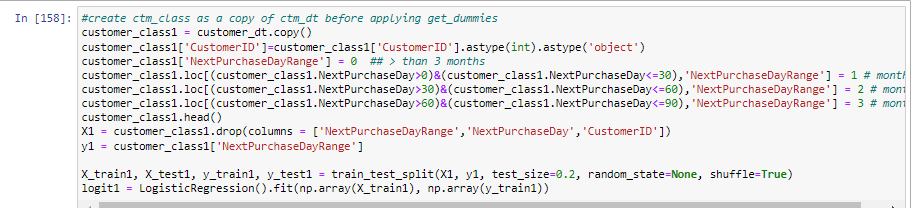 In [158]: #create ctm_class as a copy of ctm_dt before applying get_dummies
customer_class1 = customer_dt.copy()
customer_class1['CustomerID']=customer_class1['CustomerID'].astype(int).astype('object')
customer_class1['NextPurchaseDayRange'] = 0  ## > than 3 months
customer_class1.loc[(customer_class1.NextPurchaseDay>0)&(customer_class1.NextPurchaseDay<=30),'NextPurchaseDayRange'] = 1 # month
customer_class1.loc[(customer_class1.NextPurchaseDay>30)&(customer_class1.NextPurchaseDay<=60),'NextPurchaseDayRange'] = 2 # mon
customer_class1.loc[(customer_class1.NextPurchaseDay>60)&(customer_class1.NextPurchaseDay<=90),'NextPurchaseDayRange'] = 3 # mon
customer_class1.head()
X1 = customer_class1.drop(columns = ['NextPurchaseDayRange','NextPurchaseDay','CustomerID'])
y1 = customer_class1['NextPurchaseDayRange']
X_train1, X_test1, y_train1, y_test1 = train_test_split(X1, y1, test_size=0.2, random_state=None, shuffle=True)
logit1 = LogisticRegression().fit(np.array(X_train1), np.array(y_train1))